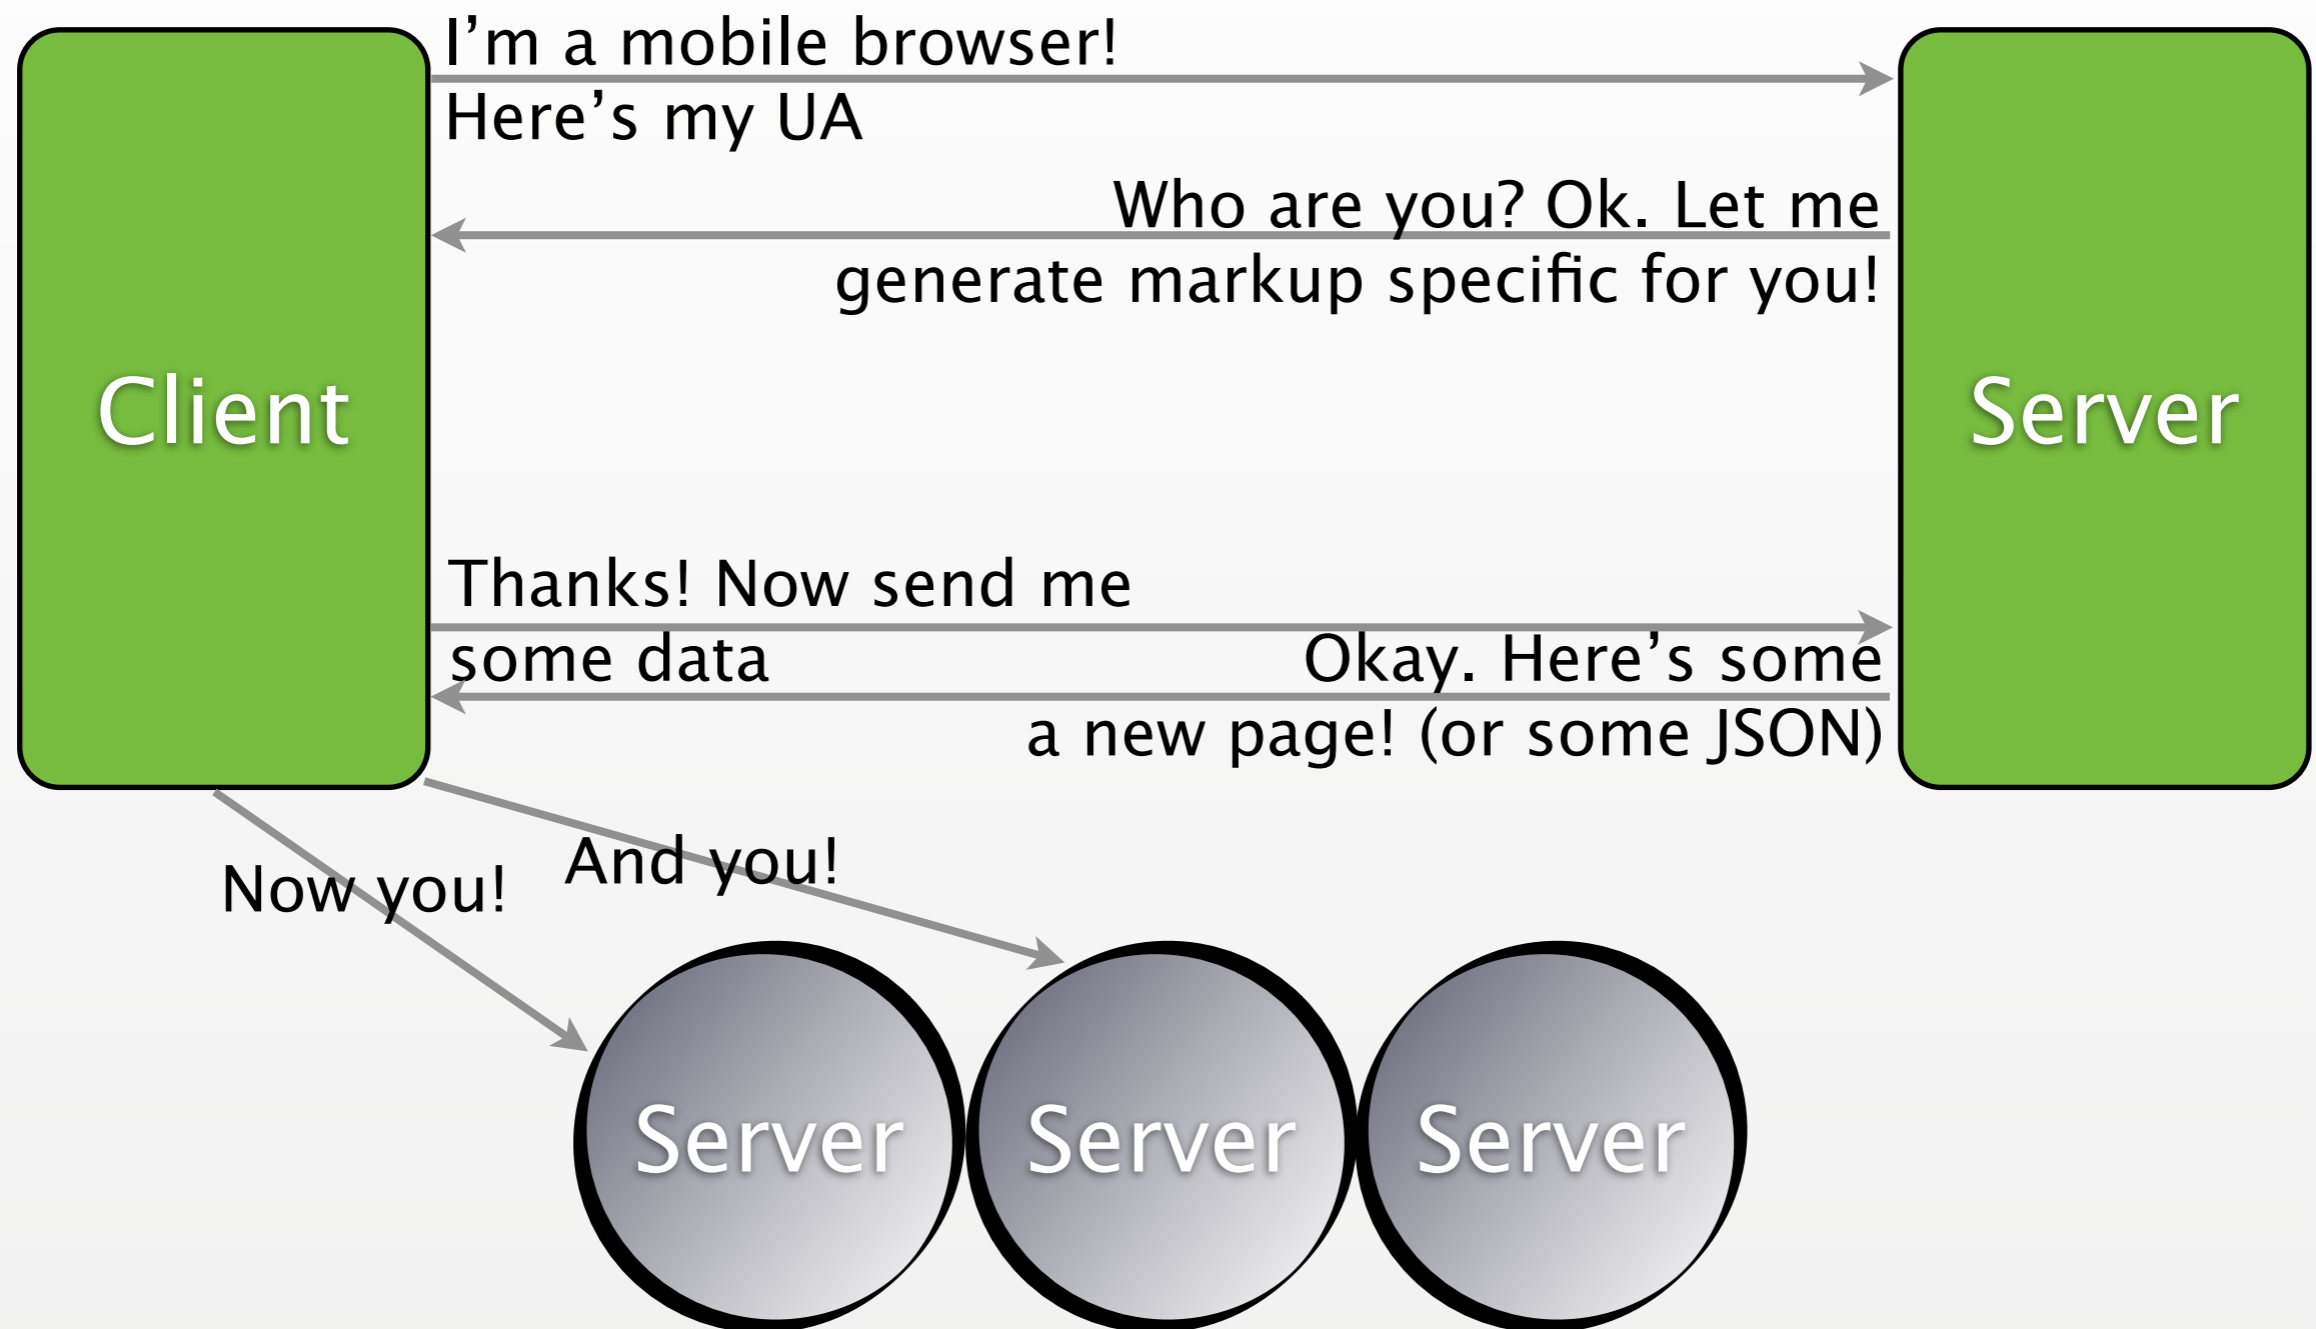 I’m a mobile browser!
Here’s my UA
Who are you? Ok. Let me
generate markup specific for you!
Client
Server
Thanks! Now send me
some data
Okay. Here’s some
a new page! (or some JSON)
Now you!
And you!
Server
Server
Server